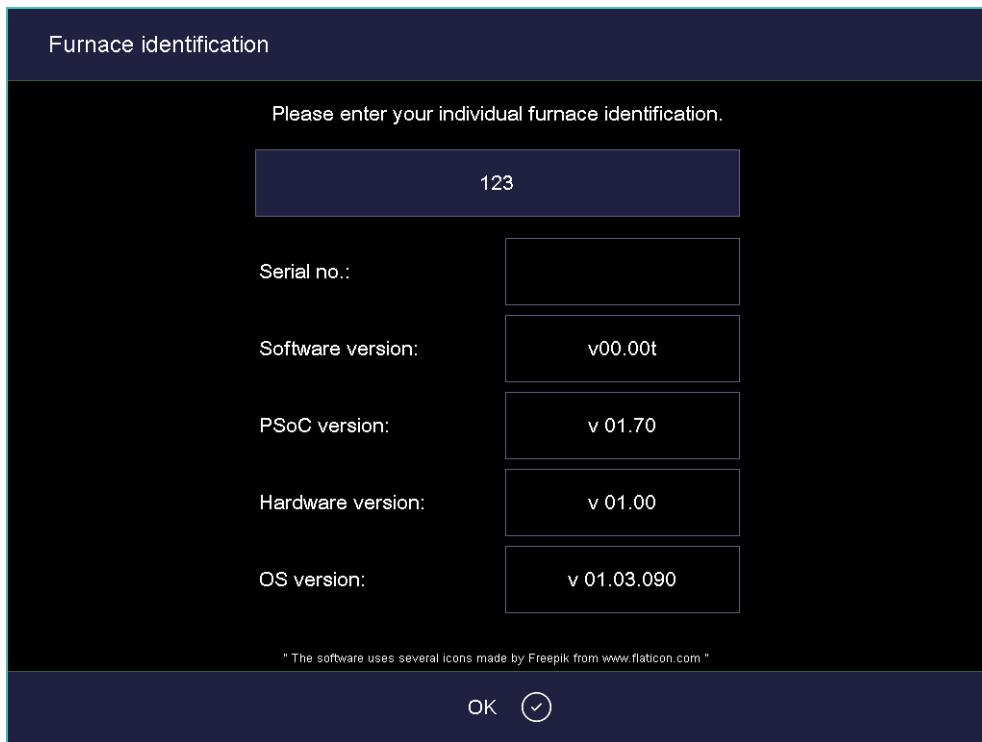 Furnace identification
Please enter your individual furnace identification.
123
Serial no.:
Software version: v00.00t
PSoC version: v 01.70
Hardware version: v 01.00
OS version: v 01.03.090
" The software uses several icons made by Freepik from www.flaticon.com "
OK